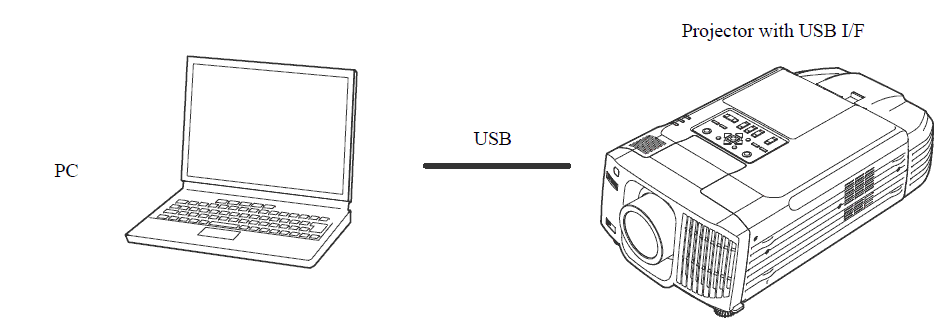 Projector with USB I/F
USB
PC